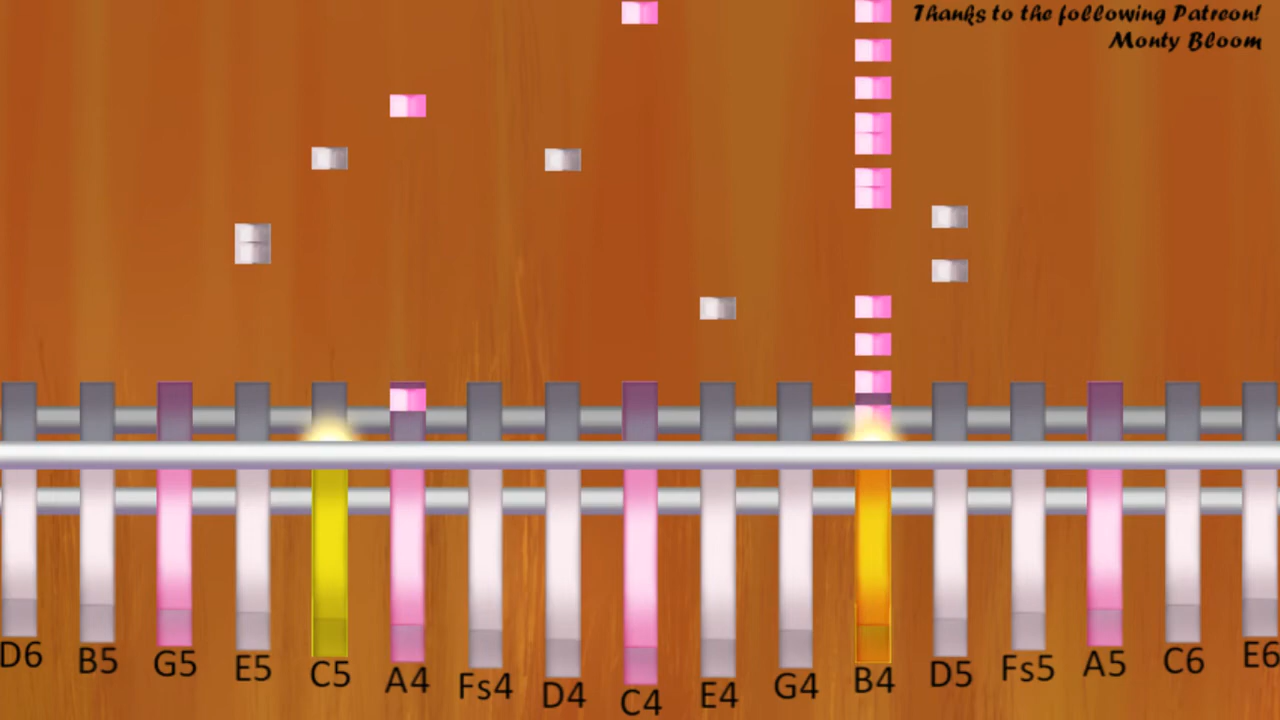 Thanks to the following Patreon!
Monty Bloom
D6 B5 G5 E5 C5 A4 Fs4 D4 C4 E4 G4 B4 D5 Fs5 A5 C6 E6